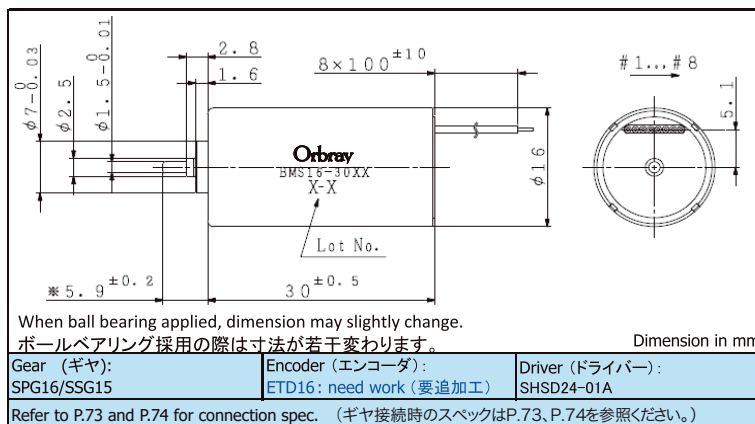 2.8
8×100±10
#1...#8
1.6
φ7-0.03 0
φ2.5
φ1.5-0.01 0
5.1
Orbray
BMS16-30XX
X-X
φ16
Lot No.
※5.9±0.2
30±0.5
When ball bearing applied, dimension may slightly change.
ボールベアリング採用の際は寸法が若干変わります。
Dimension in mm
Gear (ギヤ):
SPG16/SSG15
Encoder (エンコーダ):
ETD16: need work (要追加工)
Driver (ドライバー):
SHSD24-01A
Refer to P.73 and P.74 for connection spec. (ギヤ接続時のスペックはP.73、P.74を参照ください。)